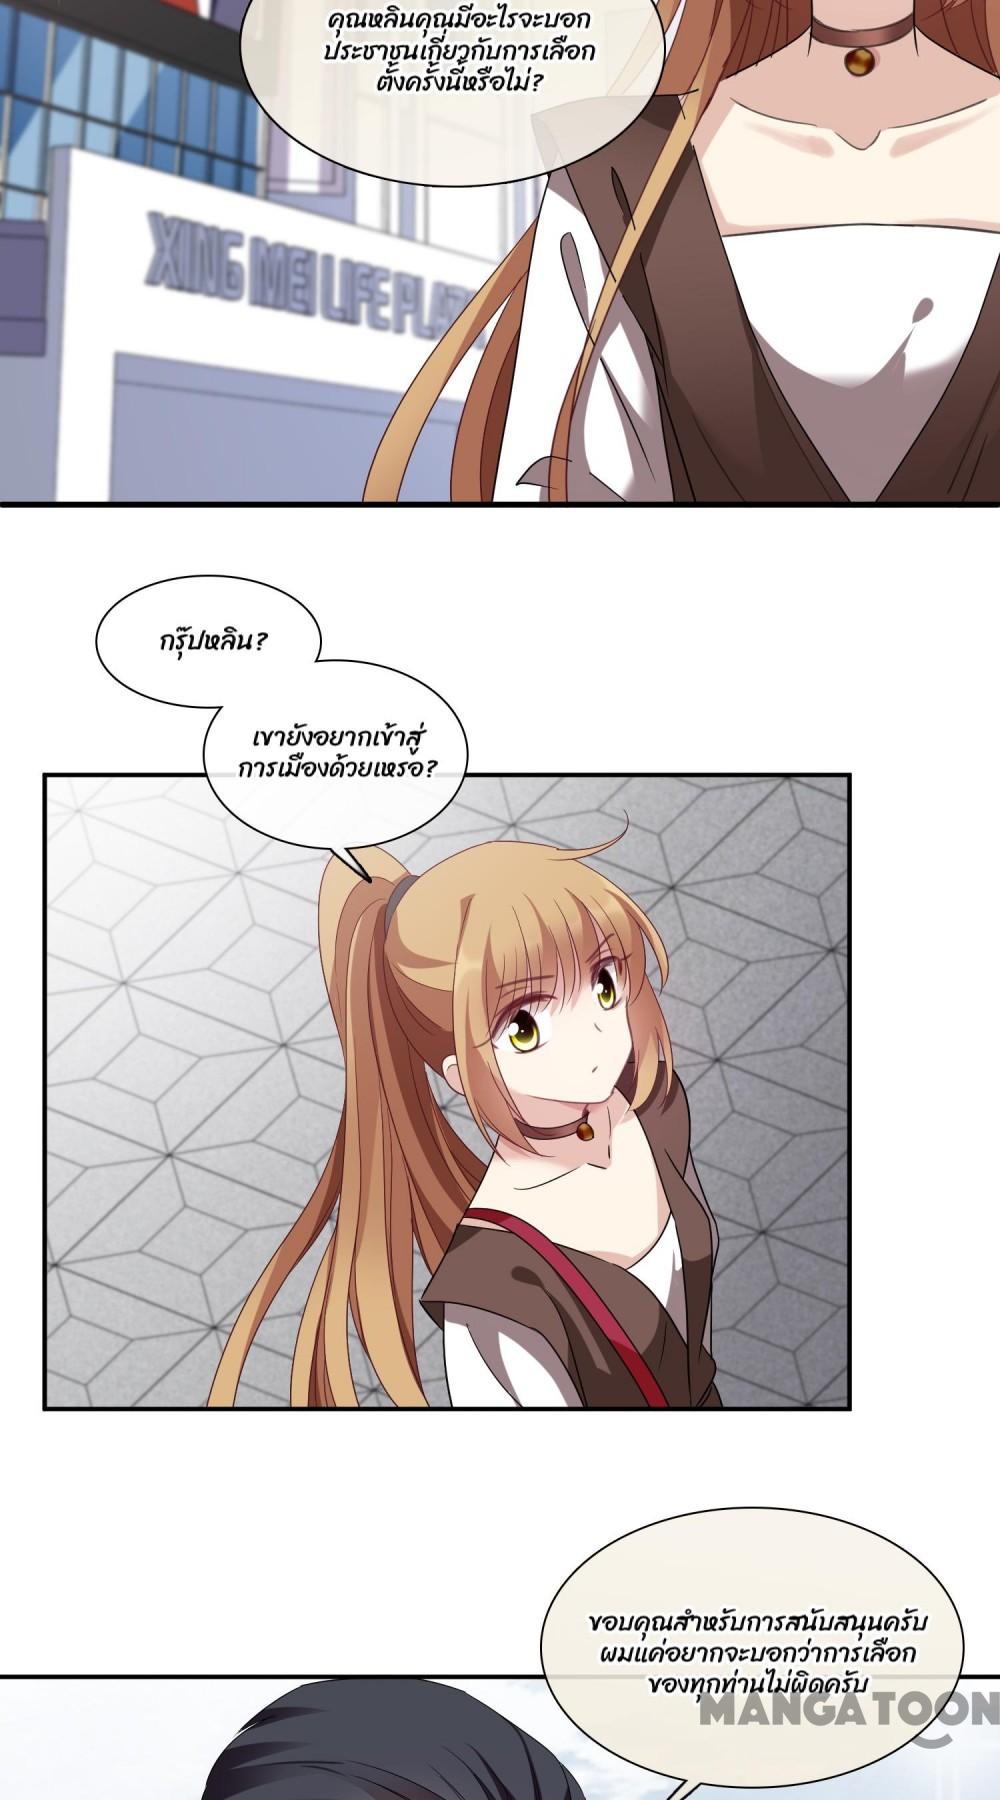 คุณหลินคุณมีอะไรจะบอก
ประชาชนเกี่ยวกับการเลือก
ตั้งครั้งนี้หรือไม่?
XING MEI LIFE
กรุ๊ปหลิน?
เขายังอยากเข้าสู่
การเมืองด้วยเหรอ?
ขอบคุณสำหรับการสนับสนุนครับ
ผมแค่อยากจะบอกว่าการเลือก
ของทุกท่านไม่ผิดครับ
MANGATOON